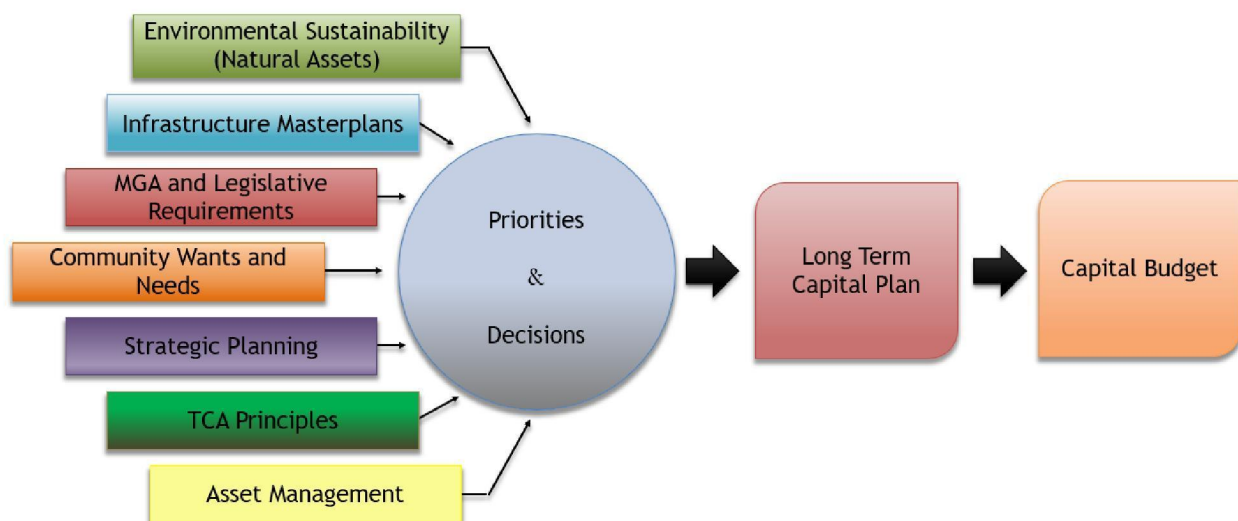 Environmental Sustainability
(Natural Assets)
Infrastructure Masterplans
MGA and Legislative
Requirements
Community Wants and
Needs
Strategic Planning
TCA Principles
Asset Management
Priorities
&
Decisions
Long Term
Capital Plan
Capital Budget